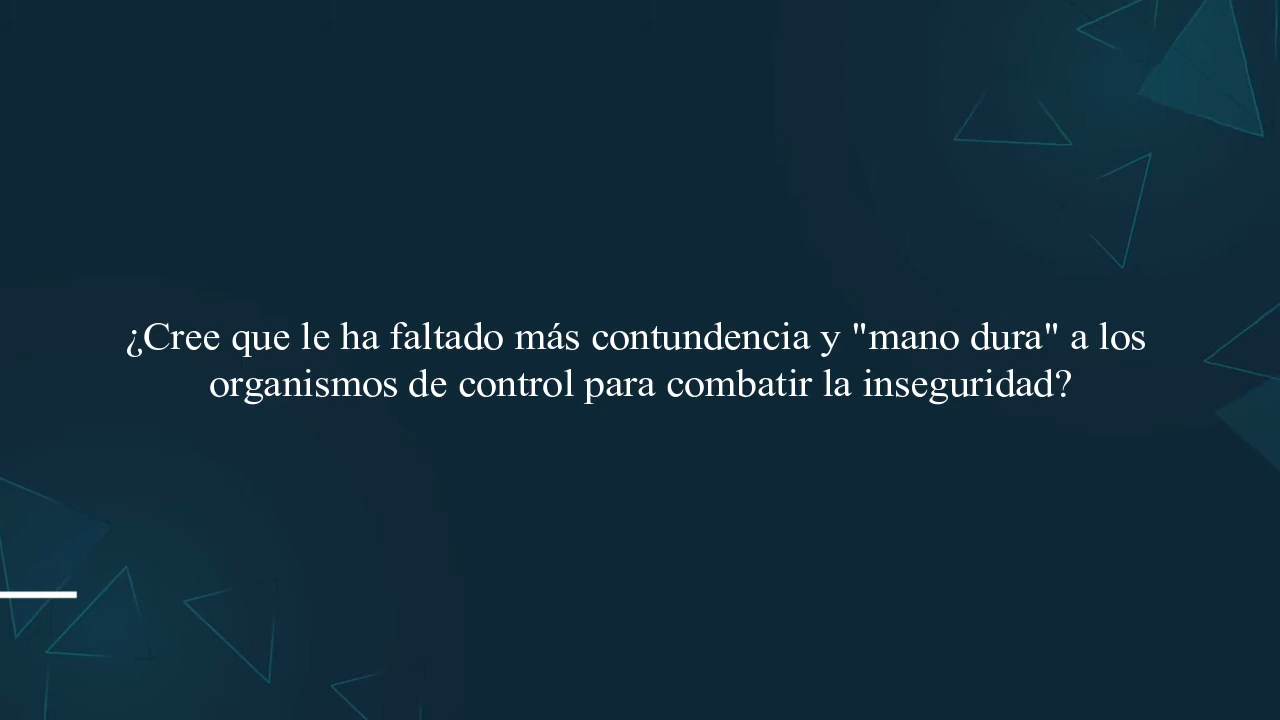 ¿Cree que le ha faltado más contundencia y "mano dura" a los
organismos de control para combatir la inseguridad?